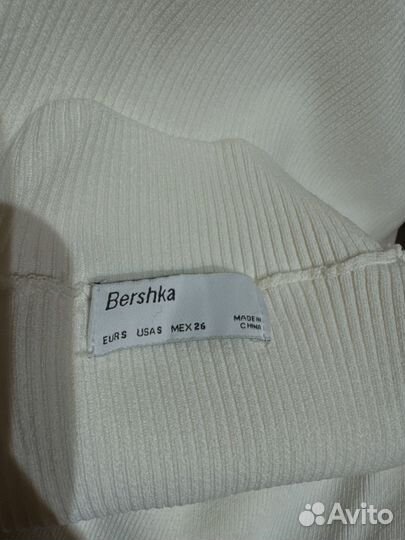 Bershka
EUR S USA S MEX 26
MADE IN
CHINA
Avito